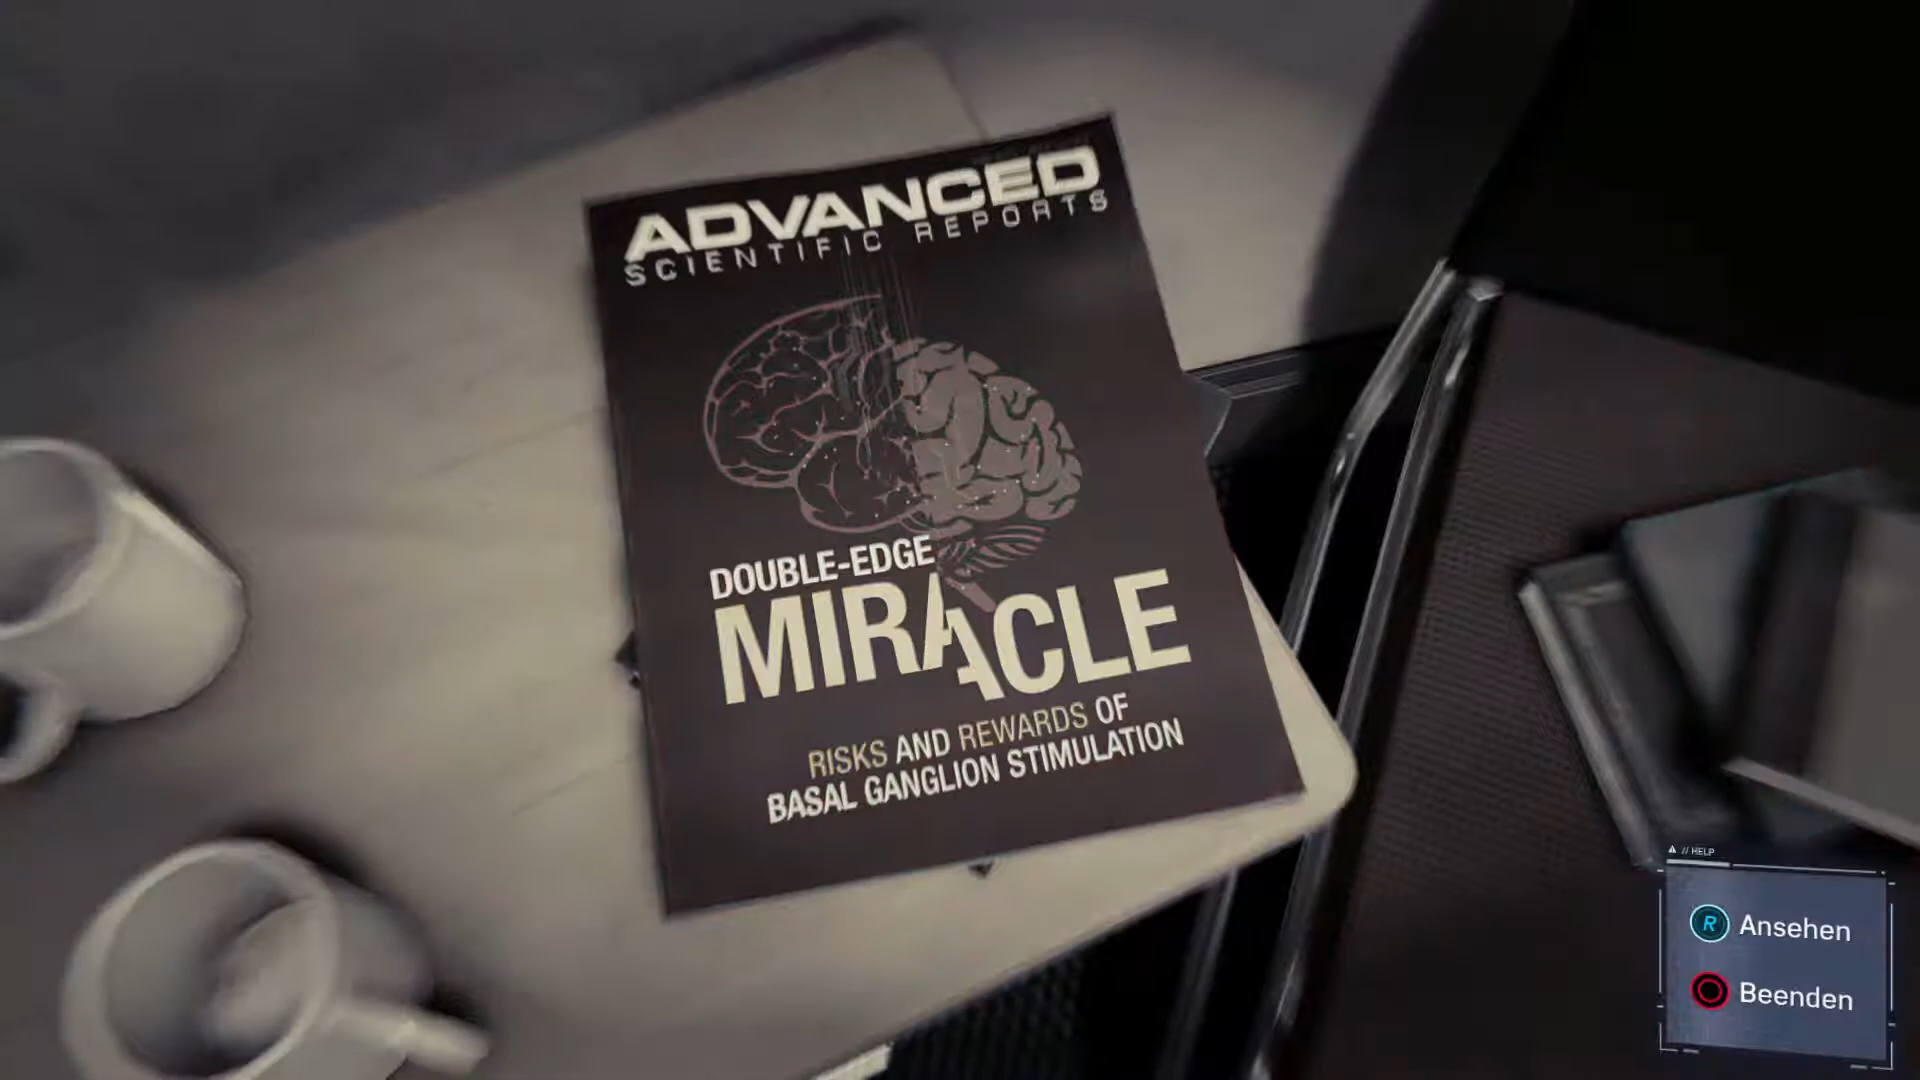 ADVANCED
SCIENTIFIC REPORTS
DOUBLE-EDGE
MIRACLE
RISKS AND REWARDS OF
BASAL GANGLION STIMULATION
// HELP
R Ansehen
Beenden